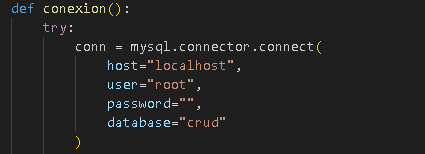 def conexion():
    try:
        conn = mysql.connector.connect(
            host="localhost",
            user="root",
            password="",
            database="crud"
        )